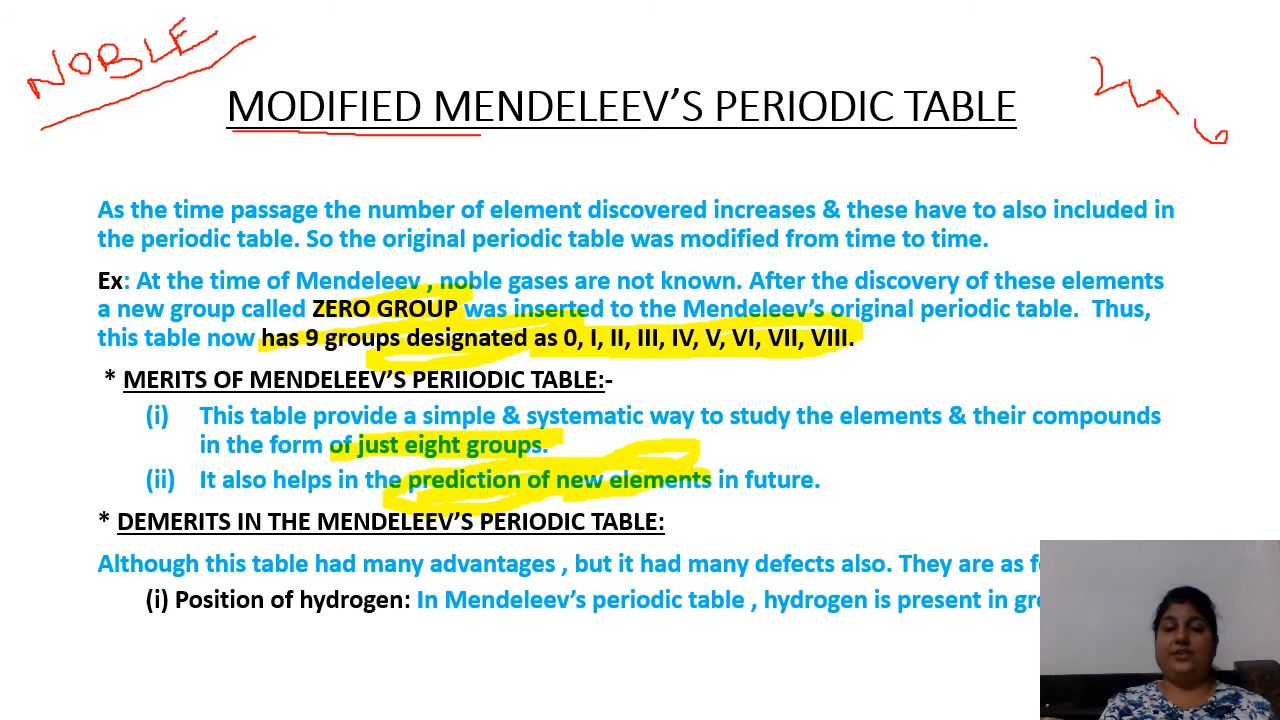 NOBLE
MODIFIED MENDELEEV'S PERIODIC TABLE
As the time passage the number of element discovered increases & these have to also included in
the periodic table. So the original periodic table was modified from time to time.
Ex: At the time of Mendeleev , noble gases are not known. After the discovery of these elements
a new group called ZERO GROUP was inserted to the Mendeleev's original periodic table.  Thus,
this table now has 9 groups designated as 0, I, II, III, IV, V, VI, VII, VIII.
* MERITS OF MENDELEEV'S PERIIODIC TABLE:-
(i) This table provide a simple & systematic way to study the elements & their compounds
in the form of just eight groups.
(ii) It also helps in the prediction of new elements in future.
* DEMERITS IN THE MENDELEEV'S PERIODIC TABLE:
Although this table had many advantages , but it had many defects also. They are as
(i) Position of hydrogen: In Mendeleev's periodic table , hydrogen is present in